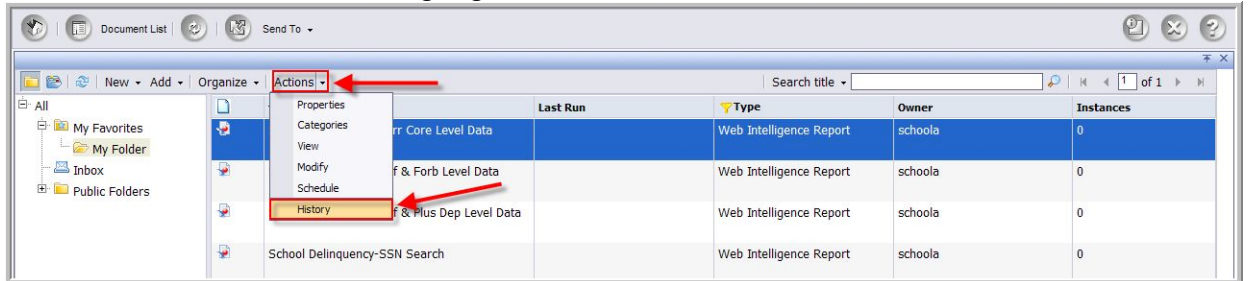 Document List Send To
New Add Organize Actions Search title 1 of 1
All
My Favorites
My Folder
Inbox
Public Folders
Properties
Categories
View
Modify
Schedule
History
Last Run Type Owner Instances
Core Level Data Web Intelligence Report schoola 0
& Forb Level Data Web Intelligence Report schoola 0
& Plus Dep Level Data Web Intelligence Report schoola 0
School Delinquency-SSN Search Web Intelligence Report schoola 0